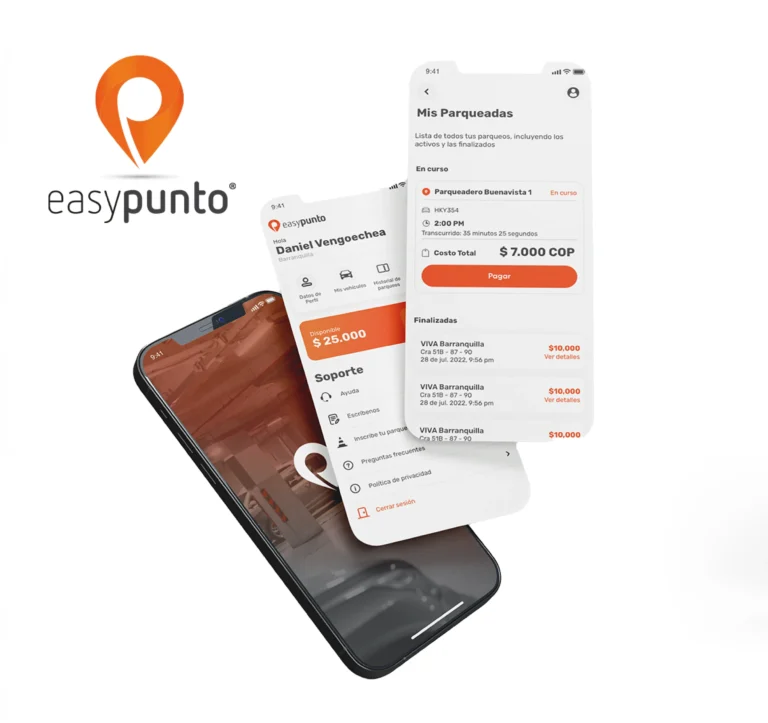 easypunto®
9:41
Mis Parqueadas
Lista de todos tus parqueos, incluyendo los
activos y las finalizados
En curso
Parqueadero Buenavista 1 En curso
HKY354
2:00 PM
Transcurrido: 35 minutos 25 segundos
Costo Total $ 7.000 COP
Pagar
Finalizadas
VIVA Barranquilla $10.000
Cra 51B - 87 - 90 Ver detalles
28 de jul. 2022, 9:56 pm
VIVA Barranquilla $10.000
Cra 51B - 87 - 90 Ver detalles
28 de jul. 2022, 9:56 pm
VIVA Barranquilla $10.000
Cra 51B - 87 - 90
9:41
easypunto
Hola
Daniel Vengoechea
Barranquilla
Datos de
Perfil
Mis vehículos
Historial de
parqueos
Disponible
$ 25.000
Soporte
Ayuda
Escríbenos
Inscribe tu parque
Preguntas frecuentes
Política de privacidad
Cerrar sesión
9:41